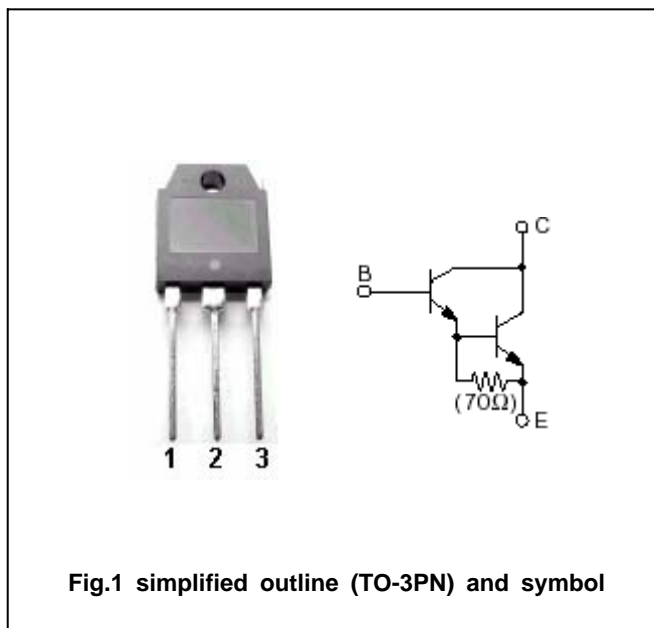 C
B
(70Ω)
E
1 2 3
Fig.1 simplified outline (TO-3PN) and symbol